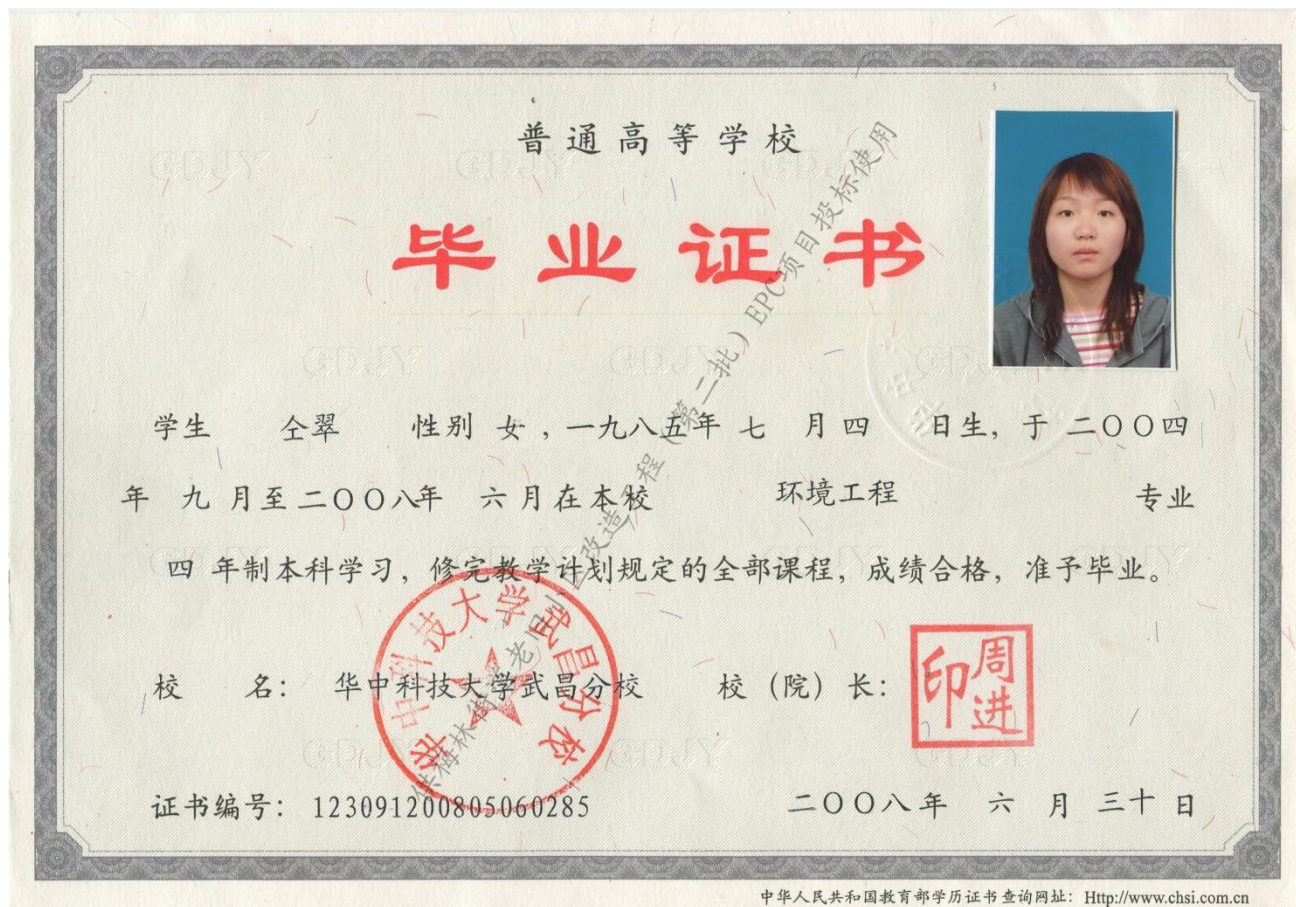 普通高等学校
毕业证书
学生 仝翠 性别 女，一九八五年 七 月 四 日生，于 二〇〇四
年 九 月至 二〇〇八年 六 月在本校 环境工程 专业
四 年制本科学习，修完教学计划规定的全部课程，成绩合格，准予毕业。
校 名： 华中科技大学武昌分校 校（院）长：
周进印
华中科技大学武昌分校
证书编号： 123091200805060285 二〇〇八年 六 月 三十 日
中华人民共和国教育部学历证书查询网址：Http://www.chsi.com.cn
改造工程（第二批）EPC项目投标使用
GDJY